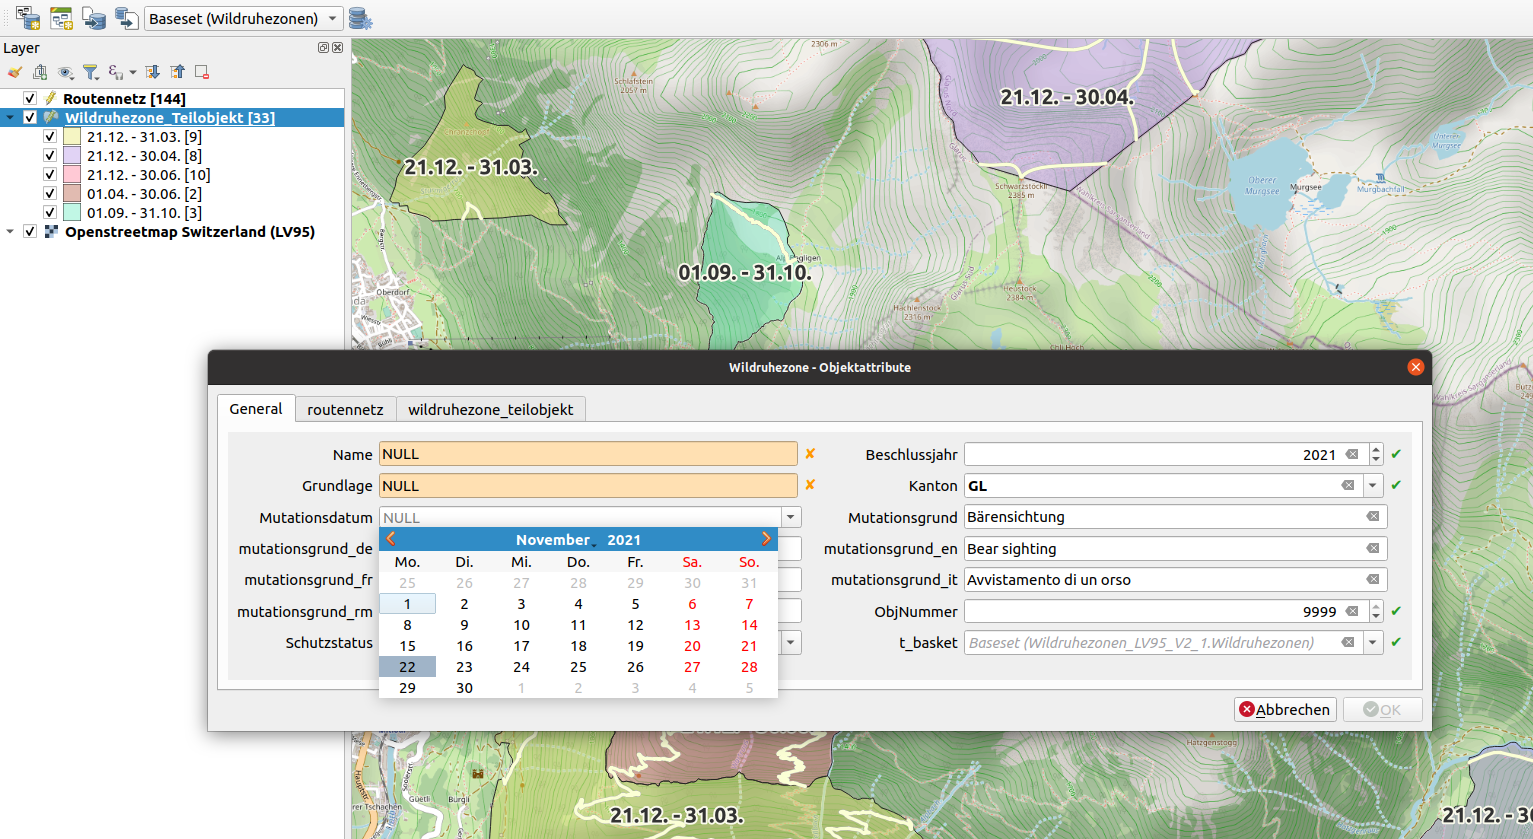 Baseset (Wildruhezonen)
Layer
Routennetz [144]
Wildruhezone_Teilobjekt [33]
21.12. - 31.03. [9]
21.12. - 30.04. [8]
21.12. - 30.06. [10]
01.04. - 30.06. [2]
01.09. - 31.10. [3]
Openstreetmap Switzerland (LV95)
2306 m
Schlafstein
2057 m
21.12. - 30.04.
21.12. - 31.03.
Schwarzstöckli
2385 m
Unterer
Murgsee
Oberer
Murgsee
Murgsee
Murgbachfall
01.09. - 31.10.
Oberdorf
Heustock
2384 m
Hächlenstock
2316 m
Glarus Süd
Glarus Nord
Wildruhezone - Objektattribute
General
routennetz
wildruhezone_teilobjekt
Name NULL
Beschlussjahr 2021
Grundlage NULL
Kanton GL
Mutationsdatum NULL
Mutationsgrund Bärensichtung
mutationsgrund_de
mutationsgrund_en Bear sighting
mutationsgrund_fr
mutationsgrund_it Avvistamento di un orso
mutationsgrund_rm
ObjNummer 9999
Schutzstatus
t_basket Baseset (Wildruhezonen_LV95_V2_1.Wildruhezonen)
November 2021
Mo. Di. Mi. Do. Fr. Sa. So.
25 26 27 28 29 30 31
1 2 3 4 5 6 7
8 9 10 11 12 13 14
15 16 17 18 19 20 21
22 23 24 25 26 27 28
29 30 1 2 3 4 5
Abbrechen
OK
Hatzgenstogg
Güetli
Bürgli
21.12. - 31.03.
21.12. - 3